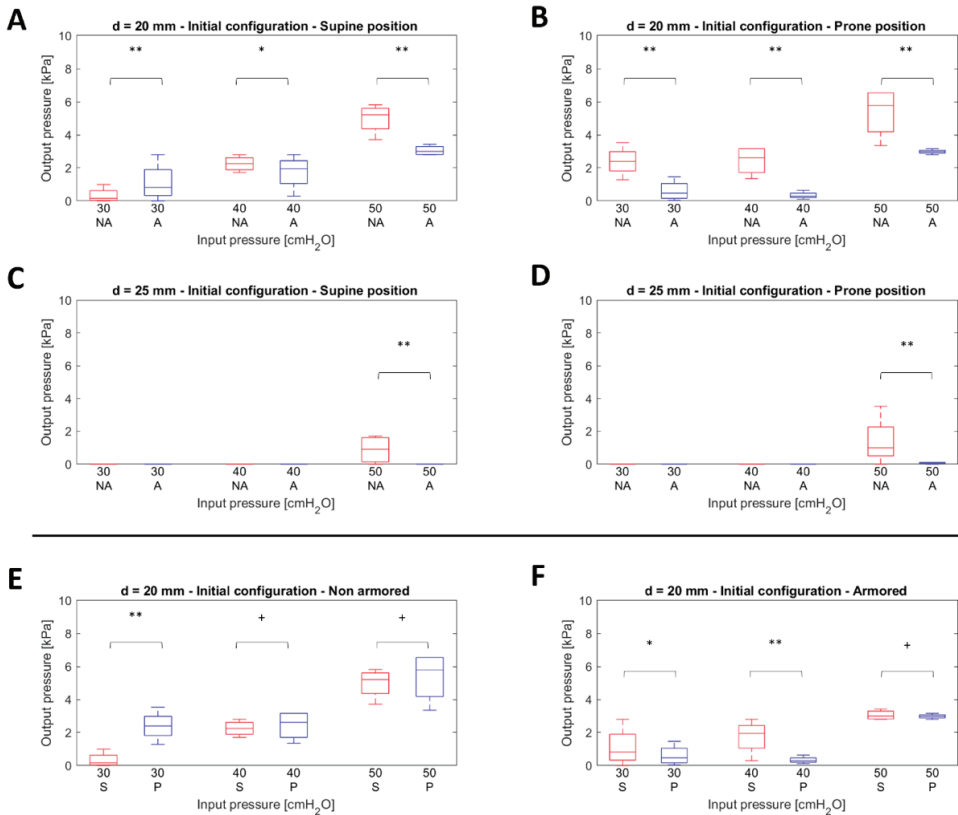 A
d = 20 mm - Initial configuration - Supine position
Output pressure [kPa]
10
8
6
4
2
0
** * **
30 30 40 40 50 50
NA A NA A NA A
Input pressure [cmH₂O]
B
d = 20 mm - Initial configuration - Prone position
Output pressure [kPa]
10
8
6
4
2
0
** ** **
30 30 40 40 50 50
NA A NA A NA A
Input pressure [cmH₂O]
C
d = 25 mm - Initial configuration - Supine position
Output pressure [kPa]
10
8
6
4
2
0
**
30 30 40 40 50 50
NA A NA A NA A
Input pressure [cmH₂O]
D
d = 25 mm - Initial configuration - Prone position
Output pressure [kPa]
10
8
6
4
2
0
**
30 30 40 40 50 50
NA A NA A NA A
Input pressure [cmH₂O]
E
d = 20 mm - Initial configuration - Non armored
Output pressure [kPa]
10
8
6
4
2
0
** + +
30 30 40 40 50 50
S P S P S P
Input pressure [cmH₂O]
F
d = 20 mm - Initial configuration - Armored
Output pressure [kPa]
10
8
6
4
2
0
* ** +
30 30 40 40 50 50
S P S P S P
Input pressure [cmH₂O]